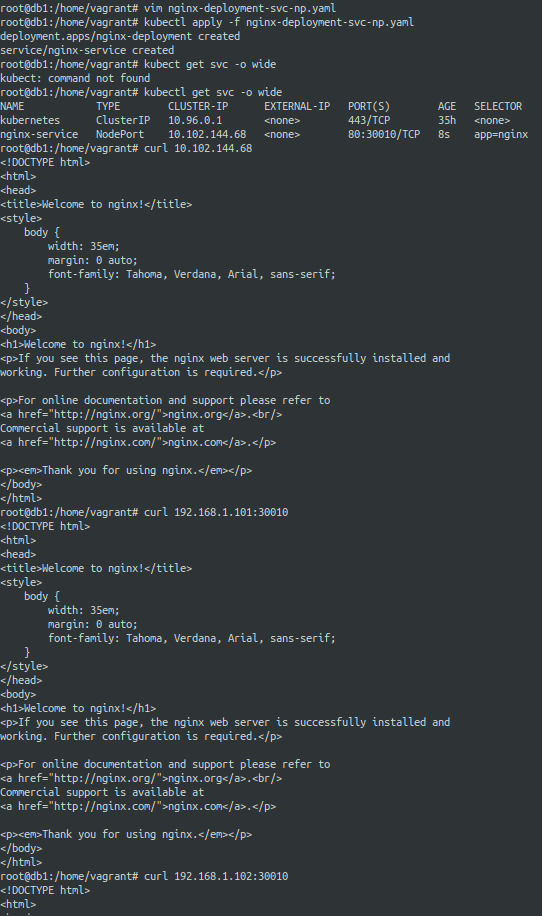 root@db1:/home/vagrant# vim nginx-deployment-svc-np.yaml
root@db1:/home/vagrant# kubectl apply -f nginx-deployment-svc-np.yaml
deployment.apps/nginx-deployment created
service/nginx-service created
root@db1:/home/vagrant# kubect get svc -o wide
kubect: command not found
root@db1:/home/vagrant# kubectl get svc -o wide
NAME            TYPE        CLUSTER-IP      EXTERNAL-IP   PORT(S)        AGE   SELECTOR
kubernetes      ClusterIP   10.96.0.1       <none>        443/TCP        35h   <none>
nginx-service   NodePort    10.102.144.68   <none>        80:30010/TCP   8s    app=nginx
root@db1:/home/vagrant# curl 10.102.144.68
<!DOCTYPE html>
<html>
<head>
<title>Welcome to nginx!</title>
<style>
    body {
        width: 35em;
        margin: 0 auto;
        font-family: Tahoma, Verdana, Arial, sans-serif;
    }
</style>
</head>
<body>
<h1>Welcome to nginx!</h1>
<p>If you see this page, the nginx web server is successfully installed and
working. Further configuration is required.</p>

<p>For online documentation and support please refer to
<a href="http://nginx.org/">nginx.org</a>.<br/>
Commercial support is available at
<a href="http://nginx.com/">nginx.com</a>.</p>

<p><em>Thank you for using nginx.</em></p>
</body>
</html>
root@db1:/home/vagrant# curl 192.168.1.101:30010
<!DOCTYPE html>
<html>
<head>
<title>Welcome to nginx!</title>
<style>
    body {
        width: 35em;
        margin: 0 auto;
        font-family: Tahoma, Verdana, Arial, sans-serif;
    }
</style>
</head>
<body>
<h1>Welcome to nginx!</h1>
<p>If you see this page, the nginx web server is successfully installed and
working. Further configuration is required.</p>

<p>For online documentation and support please refer to
<a href="http://nginx.org/">nginx.org</a>.<br/>
Commercial support is available at
<a href="http://nginx.com/">nginx.com</a>.</p>

<p><em>Thank you for using nginx.</em></p>
</body>
</html>
root@db1:/home/vagrant# curl 192.168.1.102:30010
<!DOCTYPE html>
<html>